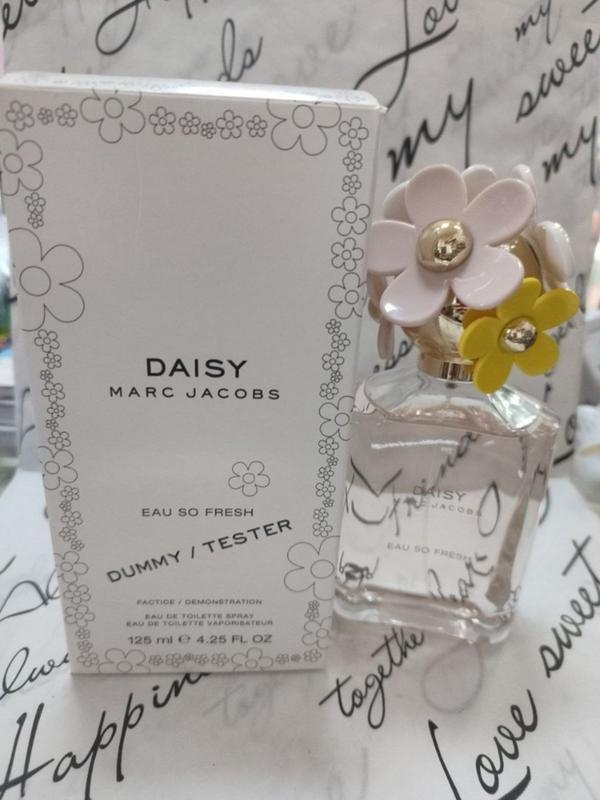 DAISY
MARC JACOBS
EAU SO FRESH
DUMMY / TESTER
FACTICE / DEMONSTRATION
EAU DE TOILETTE SPRAY
EAU DE TOILETTE VAPORISATEUR
125 ml ℮ 4.25 FL OZ
DAISY
MARC JACOBS
EAU SO FRESH
my
sweet
my
my
Happin
together
Love sweet